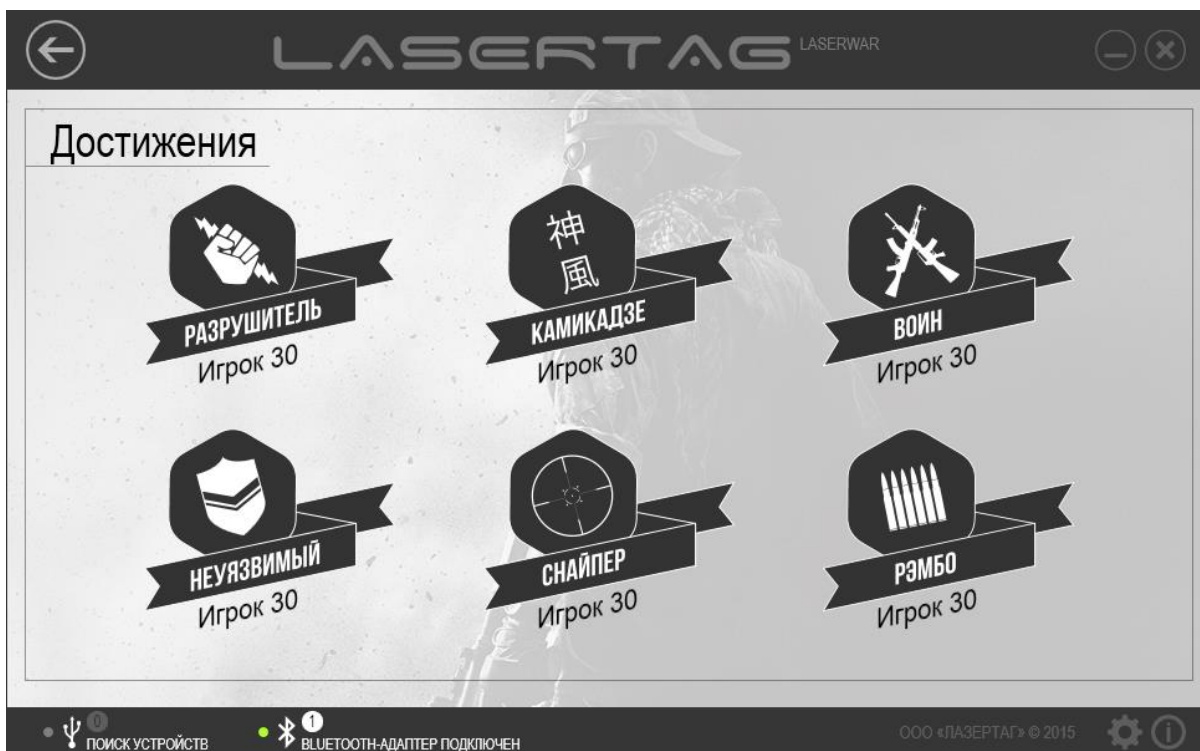 LASERTAG LASERWAR
Достижения
神
風
РАЗРУШИТЕЛЬ
Игрок 30
КАМИКАДЗЕ
Игрок 30
ВОИН
Игрок 30
НЕУЯЗВИМЫЙ
Игрок 30
СНАЙПЕР
Игрок 30
РЭМБО
Игрок 30
0
ПОИСК УСТРОЙСТВ
1
BLUETOOTH-АДАПТЕР ПОДКЛЮЧЕН
ООО «ЛАЗЕРТАГ» © 2015